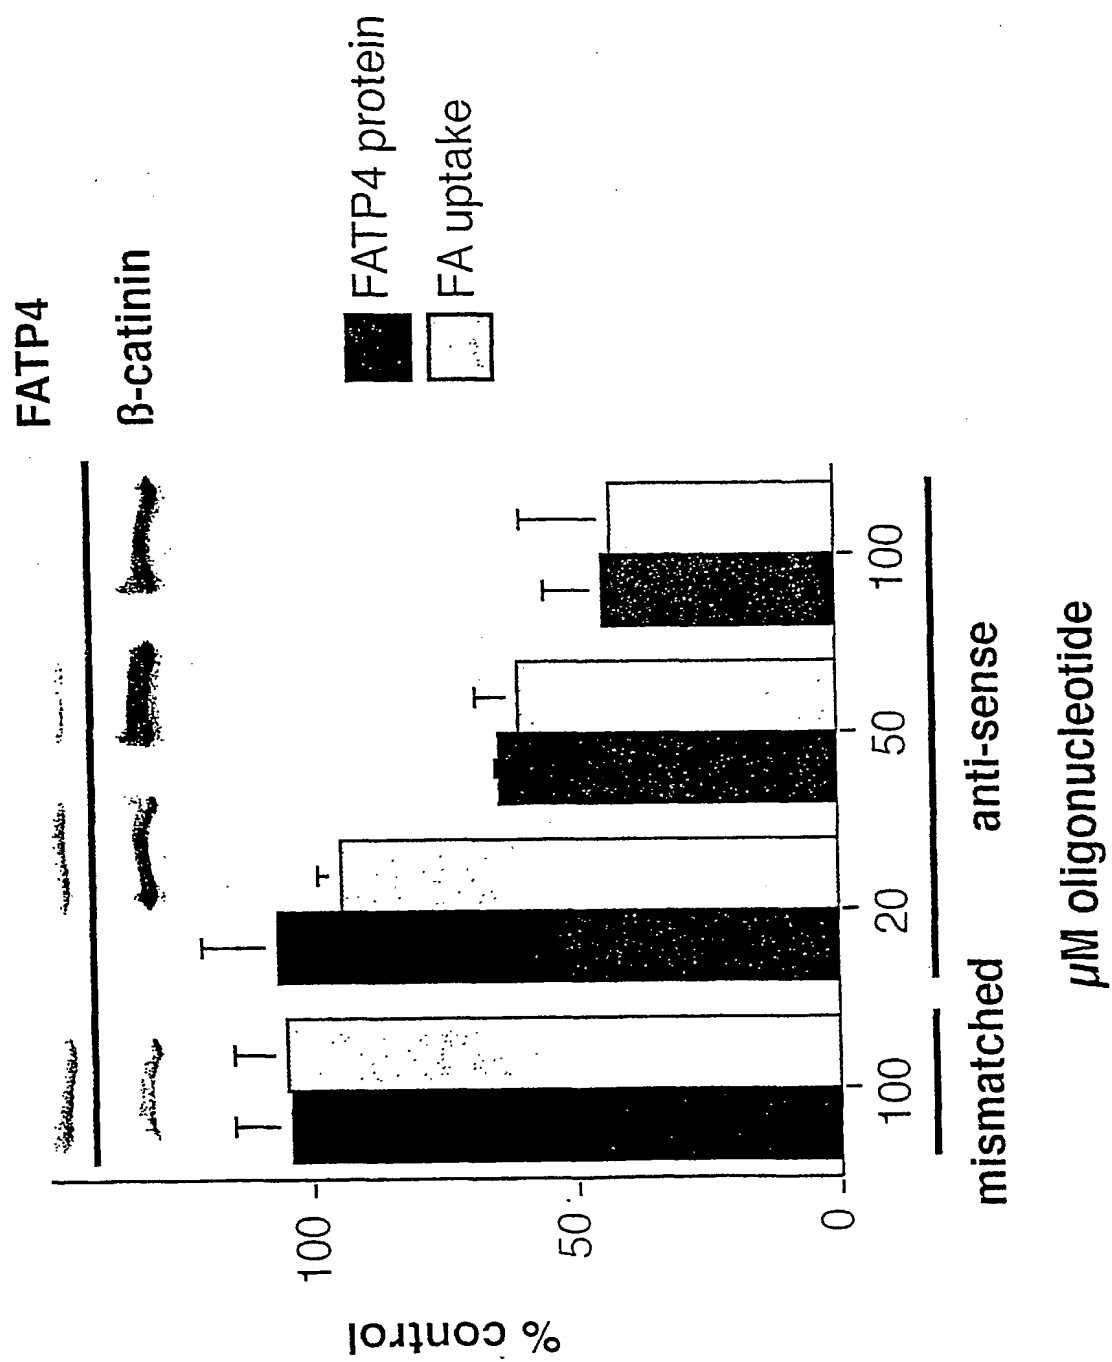 FATP4
ß-catinin
FATP4 protein
FA uptake
% control
100
50
0
100
20
50
100
mismatched
anti-sense
µM oligonucleotide